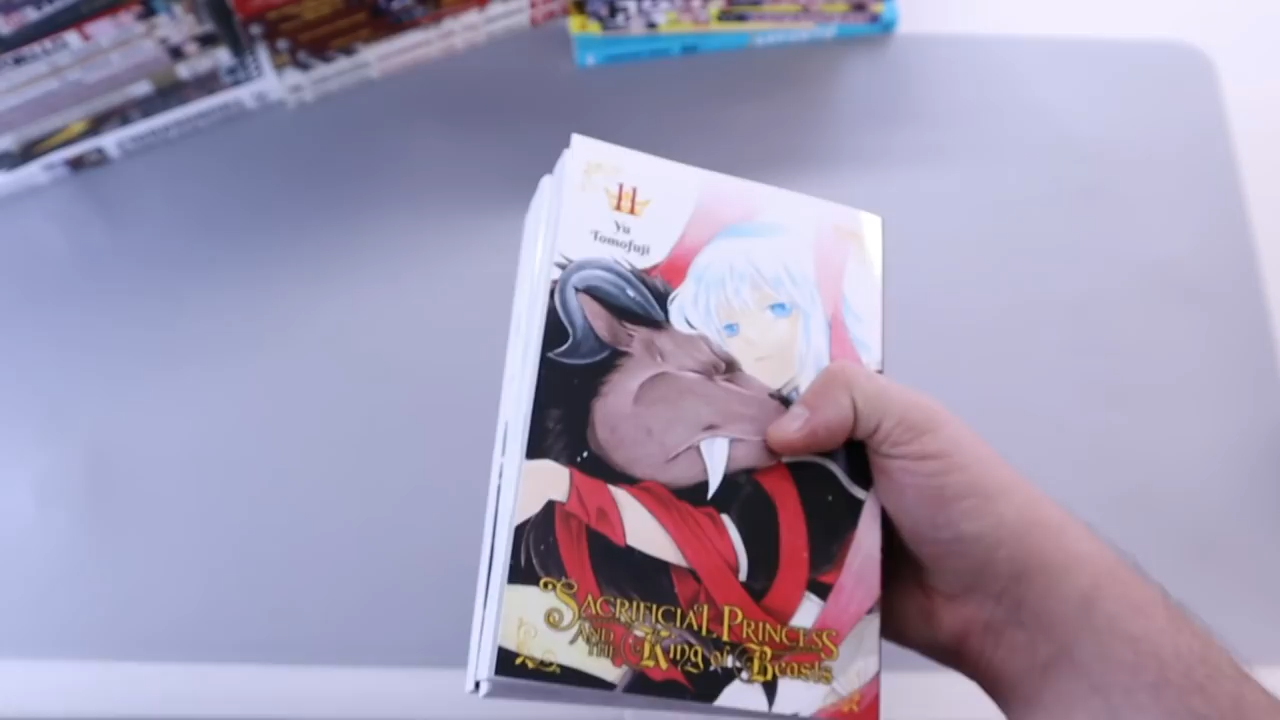 11
Yu
Tomofuji
SACRIFICIAL PRINCESS
AND THE King of Beasts